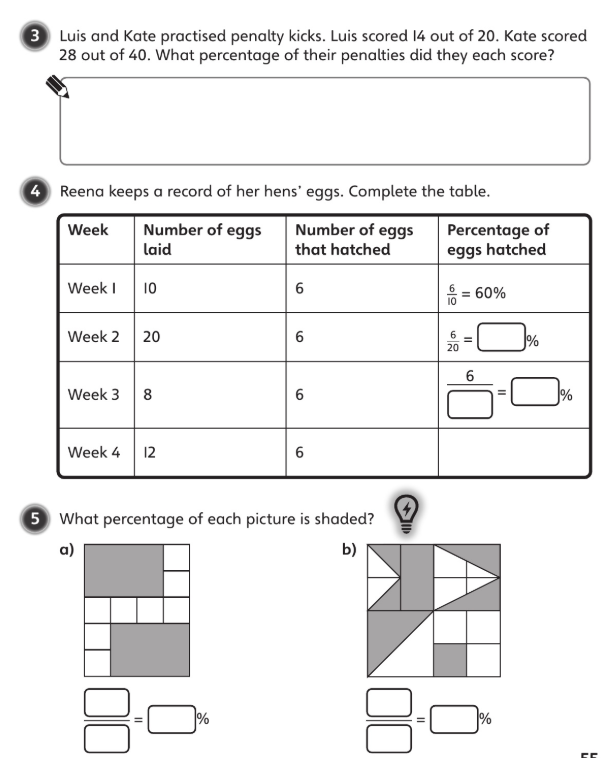 3 Luis and Kate practised penalty kicks. Luis scored 14 out of 20. Kate scored
28 out of 40. What percentage of their penalties did they each score?
4 Reena keeps a record of her hens’ eggs. Complete the table.
Week Number of eggs laid Number of eggs that hatched Percentage of eggs hatched
Week 1 10 6 6/10 = 60%
Week 2 20 6 6/20 = %
Week 3 8 6 6/ = %
Week 4 12 6
5 What percentage of each picture is shaded?
a) b)
= % = %